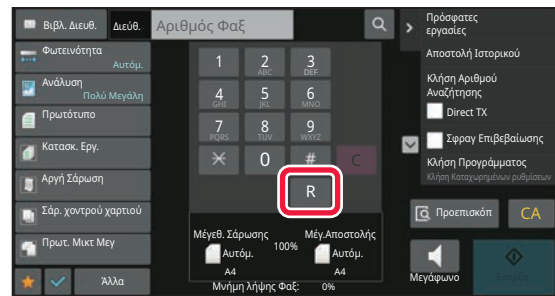 Βιβλ. Διευθ.
Διεύθ.
Αριθμός Φαξ
Φωτεινότητα
Αυτόμ.
Ανάλυση
Πολύ Μεγάλη
Πρωτότυπο
Κατασκ. Εργ.
Αργή Σάρωση
Σάρ. χοντρού χαρτιού
Πρωτ. Μικτ Μεγ
Άλλα
1
2
ABC
3
DEF
4
GHI
5
JKL
6
MNO
7
PQRS
8
TUV
9
WXYZ
0
#
C
R
Μέγεθ. Σάρωσης
Μέγ.Αποστολής
100%
Αυτόμ.
Αυτόμ.
A4
A4
Μνήμη λήψης Φαξ: 0%
Πρόσφατες
εργασίες
Αποστολή Ιστορικού
Κλήση Αριθμού
Αναζήτησης
Direct TX
Σφραγ Επιβεβαίωσης
Κλήση Προγράμματος
Κλήση Καταχωρημένων ρυθμίσεων
Προεπισκόπ
CA
Μεγάφωνο
Έναρξη